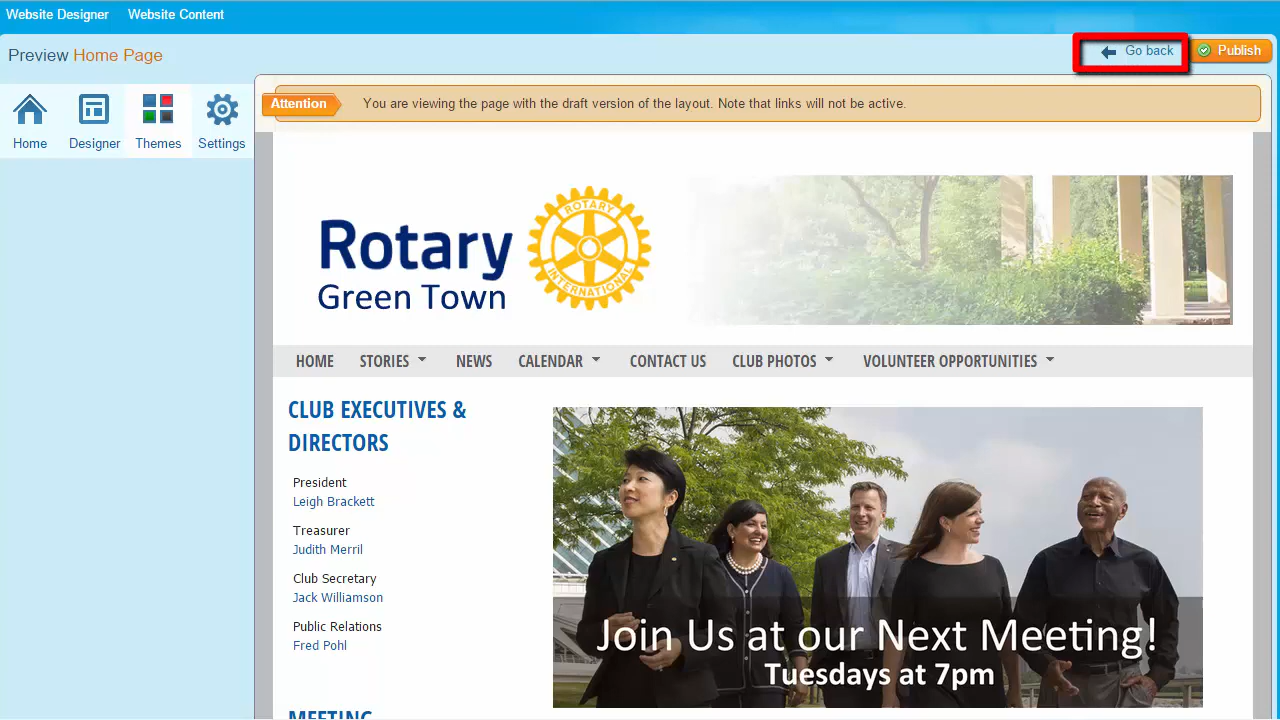 Website Designer Website Content
Preview Home Page
Go back
Publish
Home
Designer
Themes
Settings
Attention
You are viewing the page with the draft version of the layout. Note that links will not be active.
Rotary
Green Town
ROTARY
INTERNATIONAL
HOME STORIES NEWS CALENDAR CONTACT US CLUB PHOTOS VOLUNTEER OPPORTUNITIES
CLUB EXECUTIVES &
DIRECTORS
President
Leigh Brackett
Treasurer
Judith Merril
Club Secretary
Jack Williamson
Public Relations
Fred Pohl
MEETING
Join Us at our Next Meeting!
Tuesdays at 7pm